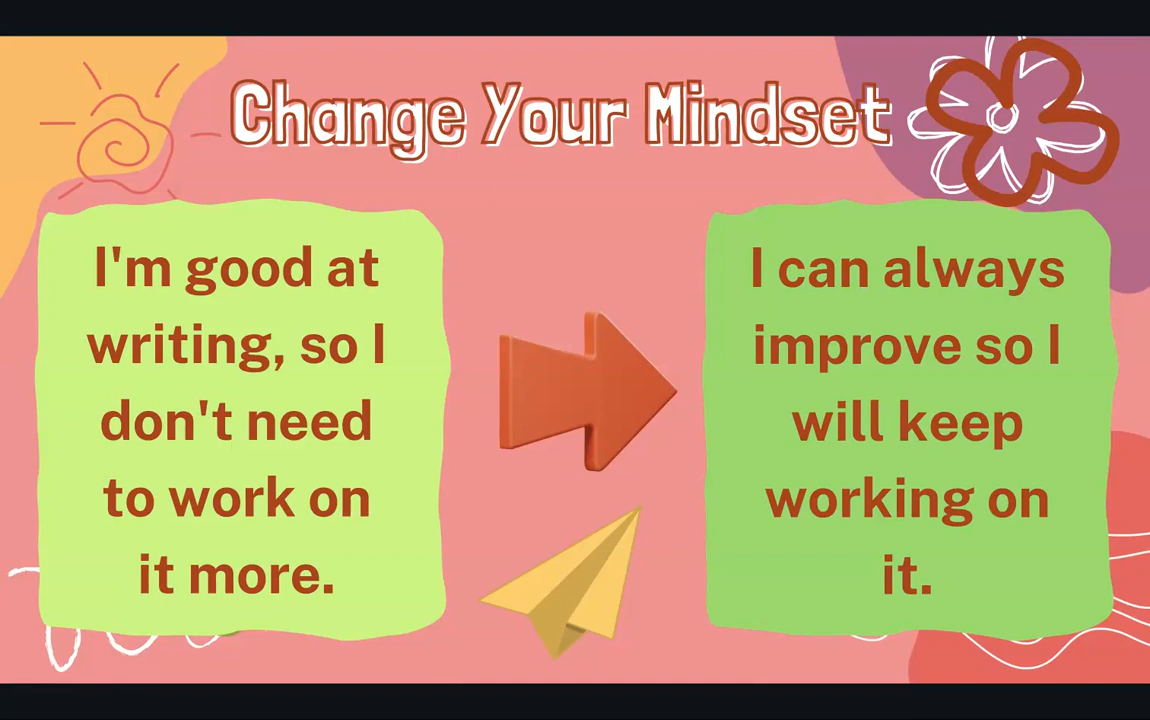 Change Your Mindset
I'm good at
writing, so I
don't need
to work on
it more.
I can always
improve so I
will keep
working on
it.